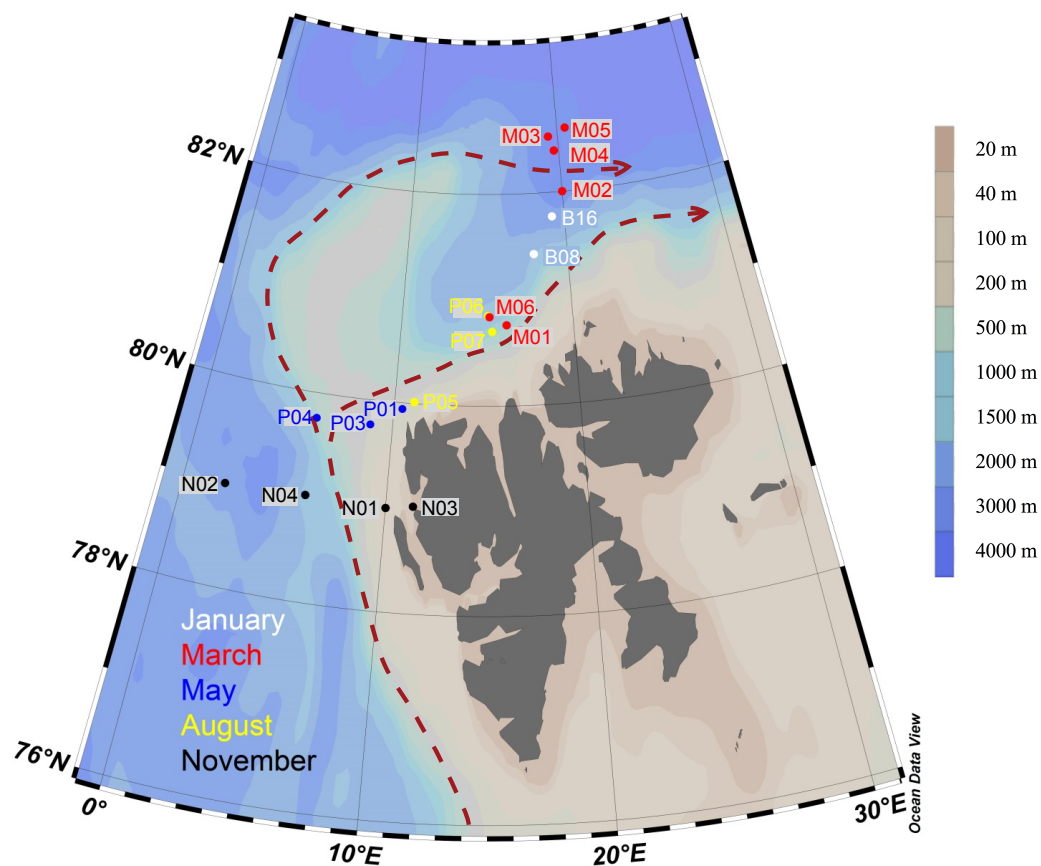 82°N
80°N
78°N
76°N
0°
10°E
20°E
30°E
M03
M05
M04
M02
B16
B08
P06
M06
P07
M01
P04
P03
P01
P05
N02
N04
N01
N03
January
March
May
August
November
20 m
40 m
100 m
200 m
500 m
1000 m
1500 m
2000 m
3000 m
4000 m
Ocean Data View